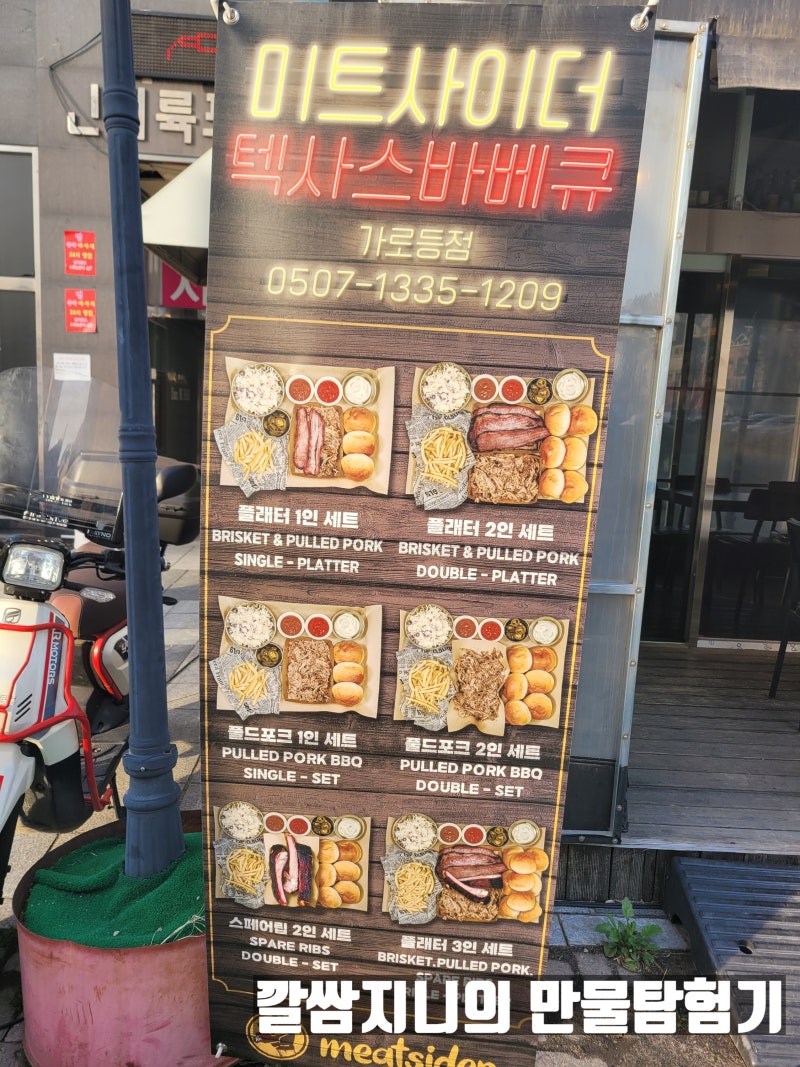 미트사이더
텍사스바베큐
가로등점
0507-1335-1209
플래터 1인 세트
BRISKET & PULLED PORK
SINGLE - PLATTER
플래터 2인 세트
BRISKET & PULLED PORK
DOUBLE - PLATTER
풀드포크 1인 세트
PULLED PORK BBQ
SINGLE - SET
풀드포크 2인 세트
PULLED PORK BBQ
DOUBLE - SET
스페어립 2인 세트
SPARE RIBS
DOUBLE - SET
플래터 3인 세트
BRISKET.PULLED PORK.
SPARE
깔쌈지니의 만물탐험기
meatsider
MOTORS